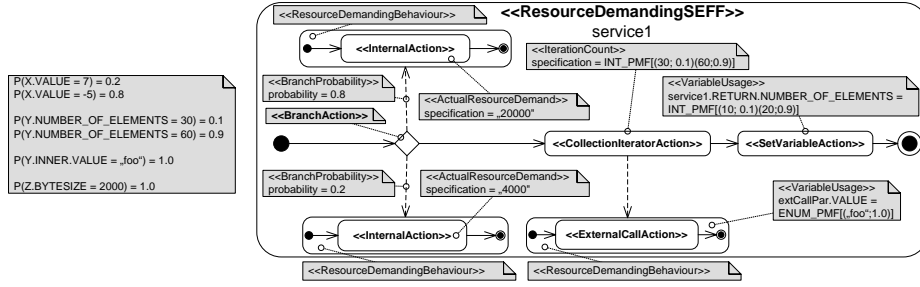 P(X.VALUE = 7) = 0.2
P(X.VALUE = -5) = 0.8
P(Y.NUMBER_OF_ELEMENTS = 30) = 0.1
P(Y.NUMBER_OF_ELEMENTS = 60) = 0.9
P(Y.INNER.VALUE = „foo“) = 1.0
P(Z.BYTESIZE = 2000) = 1.0
<<ResourceDemandingBehaviour>>
<<ResourceDemandingSEFF>>
service1
<<InternalAction>>
<<IterationCount>>
specification = INT_PMF[(30; 0.1)(60;0.9)]
<<BranchProbability>>
probability = 0.8
<<ActualResourceDemand>>
specification = „20000“
<<VariableUsage>>
service1.RETURN.NUMBER_OF_ELEMENTS =
INT_PMF[(10; 0.1)(20;0.9)]
<<BranchAction>>
<<CollectionIteratorAction>>
<<SetVariableAction>>
<<BranchProbability>>
probability = 0.2
<<ActualResourceDemand>>
specification = „4000“
<<VariableUsage>>
extCallPar.VALUE =
ENUM_PMF[(„foo“;1.0)]
<<InternalAction>>
<<ExternalCallAction>>
<<ResourceDemandingBehaviour>>
<<ResourceDemandingBehaviour>>